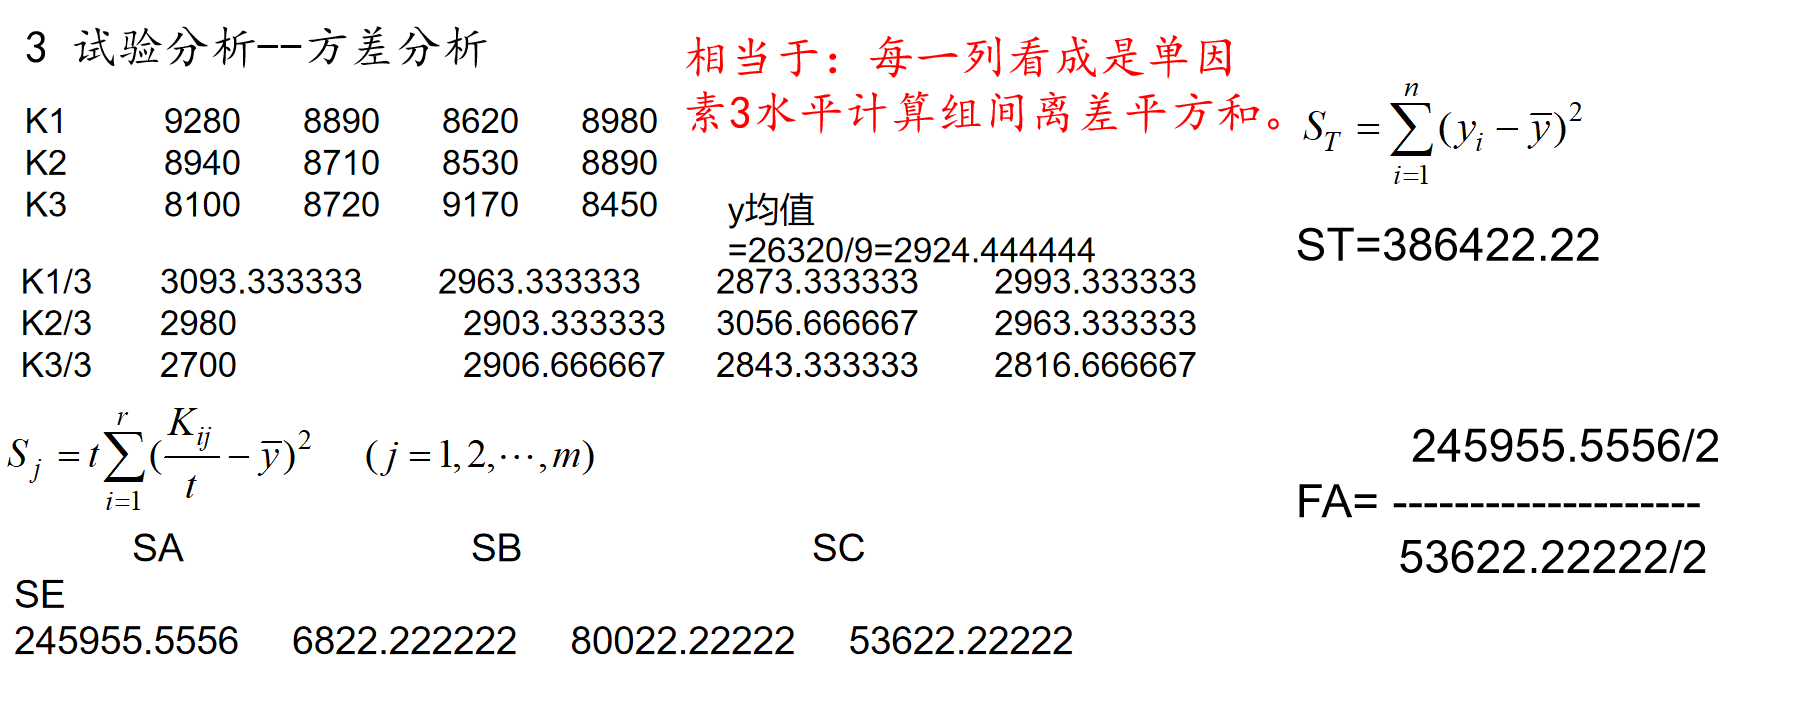 3 试验分析--方差分析
相当于：每一列看成是单因
素3水平计算组间离差平方和。
K1 9280 8890 8620 8980
K2 8940 8710 8530 8890
K3 8100 8720 9170 8450
y均值
=26320/9=2924.444444
K1/3 3093.333333 2963.333333 2873.333333 2993.333333
K2/3 2980 2903.333333 3056.666667 2963.333333
K3/3 2700 2906.666667 2843.333333 2816.666667
S_T = \sum_{i=1}^{n} (y_i - \overline{y})^2
ST=386422.22
S_j = t \sum_{i=1}^{r} (\frac{K_{ij}}{t} - \overline{y})^2 (j = 1, 2, \cdots, m)
SA SB SC
SE
245955.5556 6822.222222 80022.22222 53622.22222
245955.5556/2
FA= --------------------
53622.22222/2